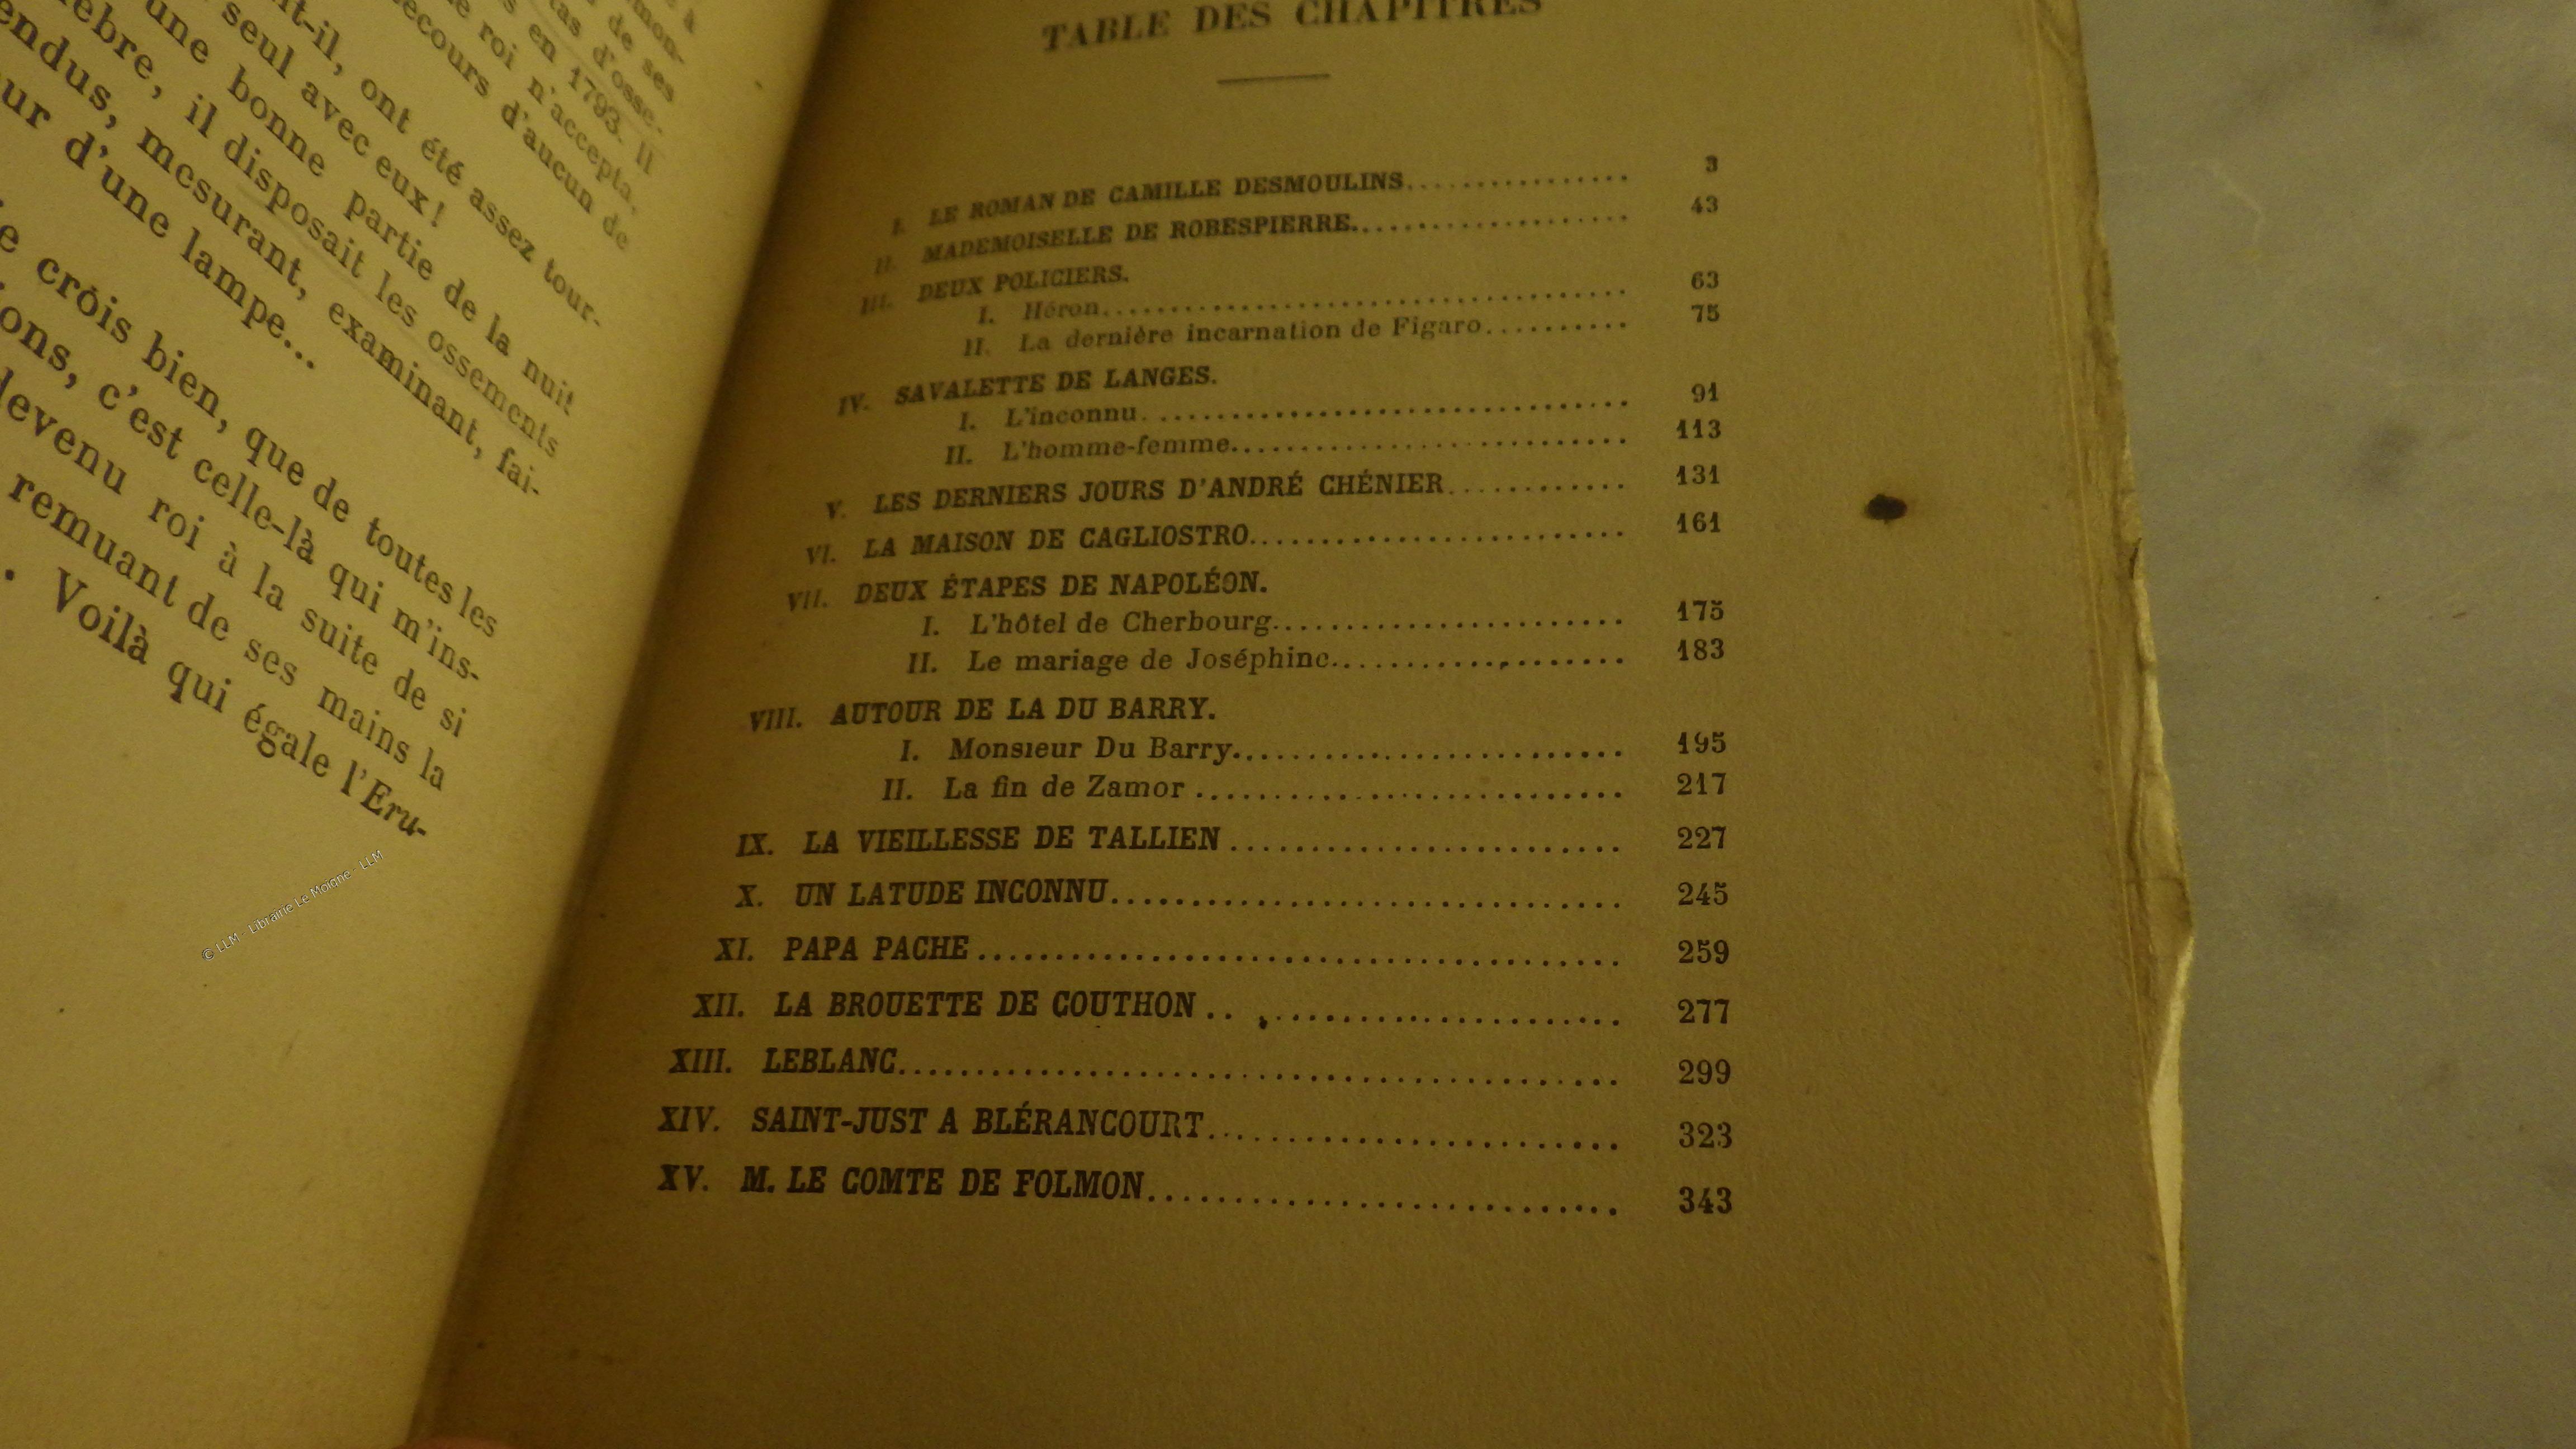 à
mon-
de ses
d'osse-
en 1793. Il
roi n'accepta,
d'aucun de
ont été assez tour-
seul avec eux!
une bonne partie de la nuit
il disposait les ossements
mesurant, examinant, fai-
d'une lampe...
crois bien, que de toutes les
c'est celle-là qui m'ins-
devenu roi à la suite de si
remuant de ses mains la
. Voilà qui égale l'Eru-
© LLM - Librairie Le Moigne - LLM
TABLE DES CHAPITRES
I. LE ROMAN DE CAMILLE DESMOULINS................ 3
II. MADEMOISELLE DE ROBESPIERRE................... 43
III. DEUX POLICIERS.
I. Héron........................................ 63
II. La dernière incarnation de Figaro.......... 75
IV. SAVALETTE DE LANGES.
I. L'inconnu.................................... 91
II. L'homme-femme.............................. 113
V. LES DERNIERS JOURS D'ANDRÉ CHÉNIER............ 131
VI. LA MAISON DE CAGLIOSTRO......................... 161
VII. DEUX ÉTAPES DE NAPOLÉON.
I. L'hôtel de Cherbourg........................ 175
II. Le mariage de Joséphine.................... 183
VIII. AUTOUR DE LA DU BARRY.
I. Monsieur Du Barry.......................... 195
II. La fin de Zamor ............................ 217
IX. LA VIEILLESSE DE TALLIEN ......................... 227
X. UN LATUDE INCONNU................................ 245
XI. PAPA PACHE ......................................... 259
XII. LA BROUETTE DE COUTHON .. ........................ 277
XIII. LEBLANC.............................................. 299
XIV. SAINT-JUST A BLÉRANCOURT.......................... 323
XV. M. LE COMTE DE FOLMON.............................. 343